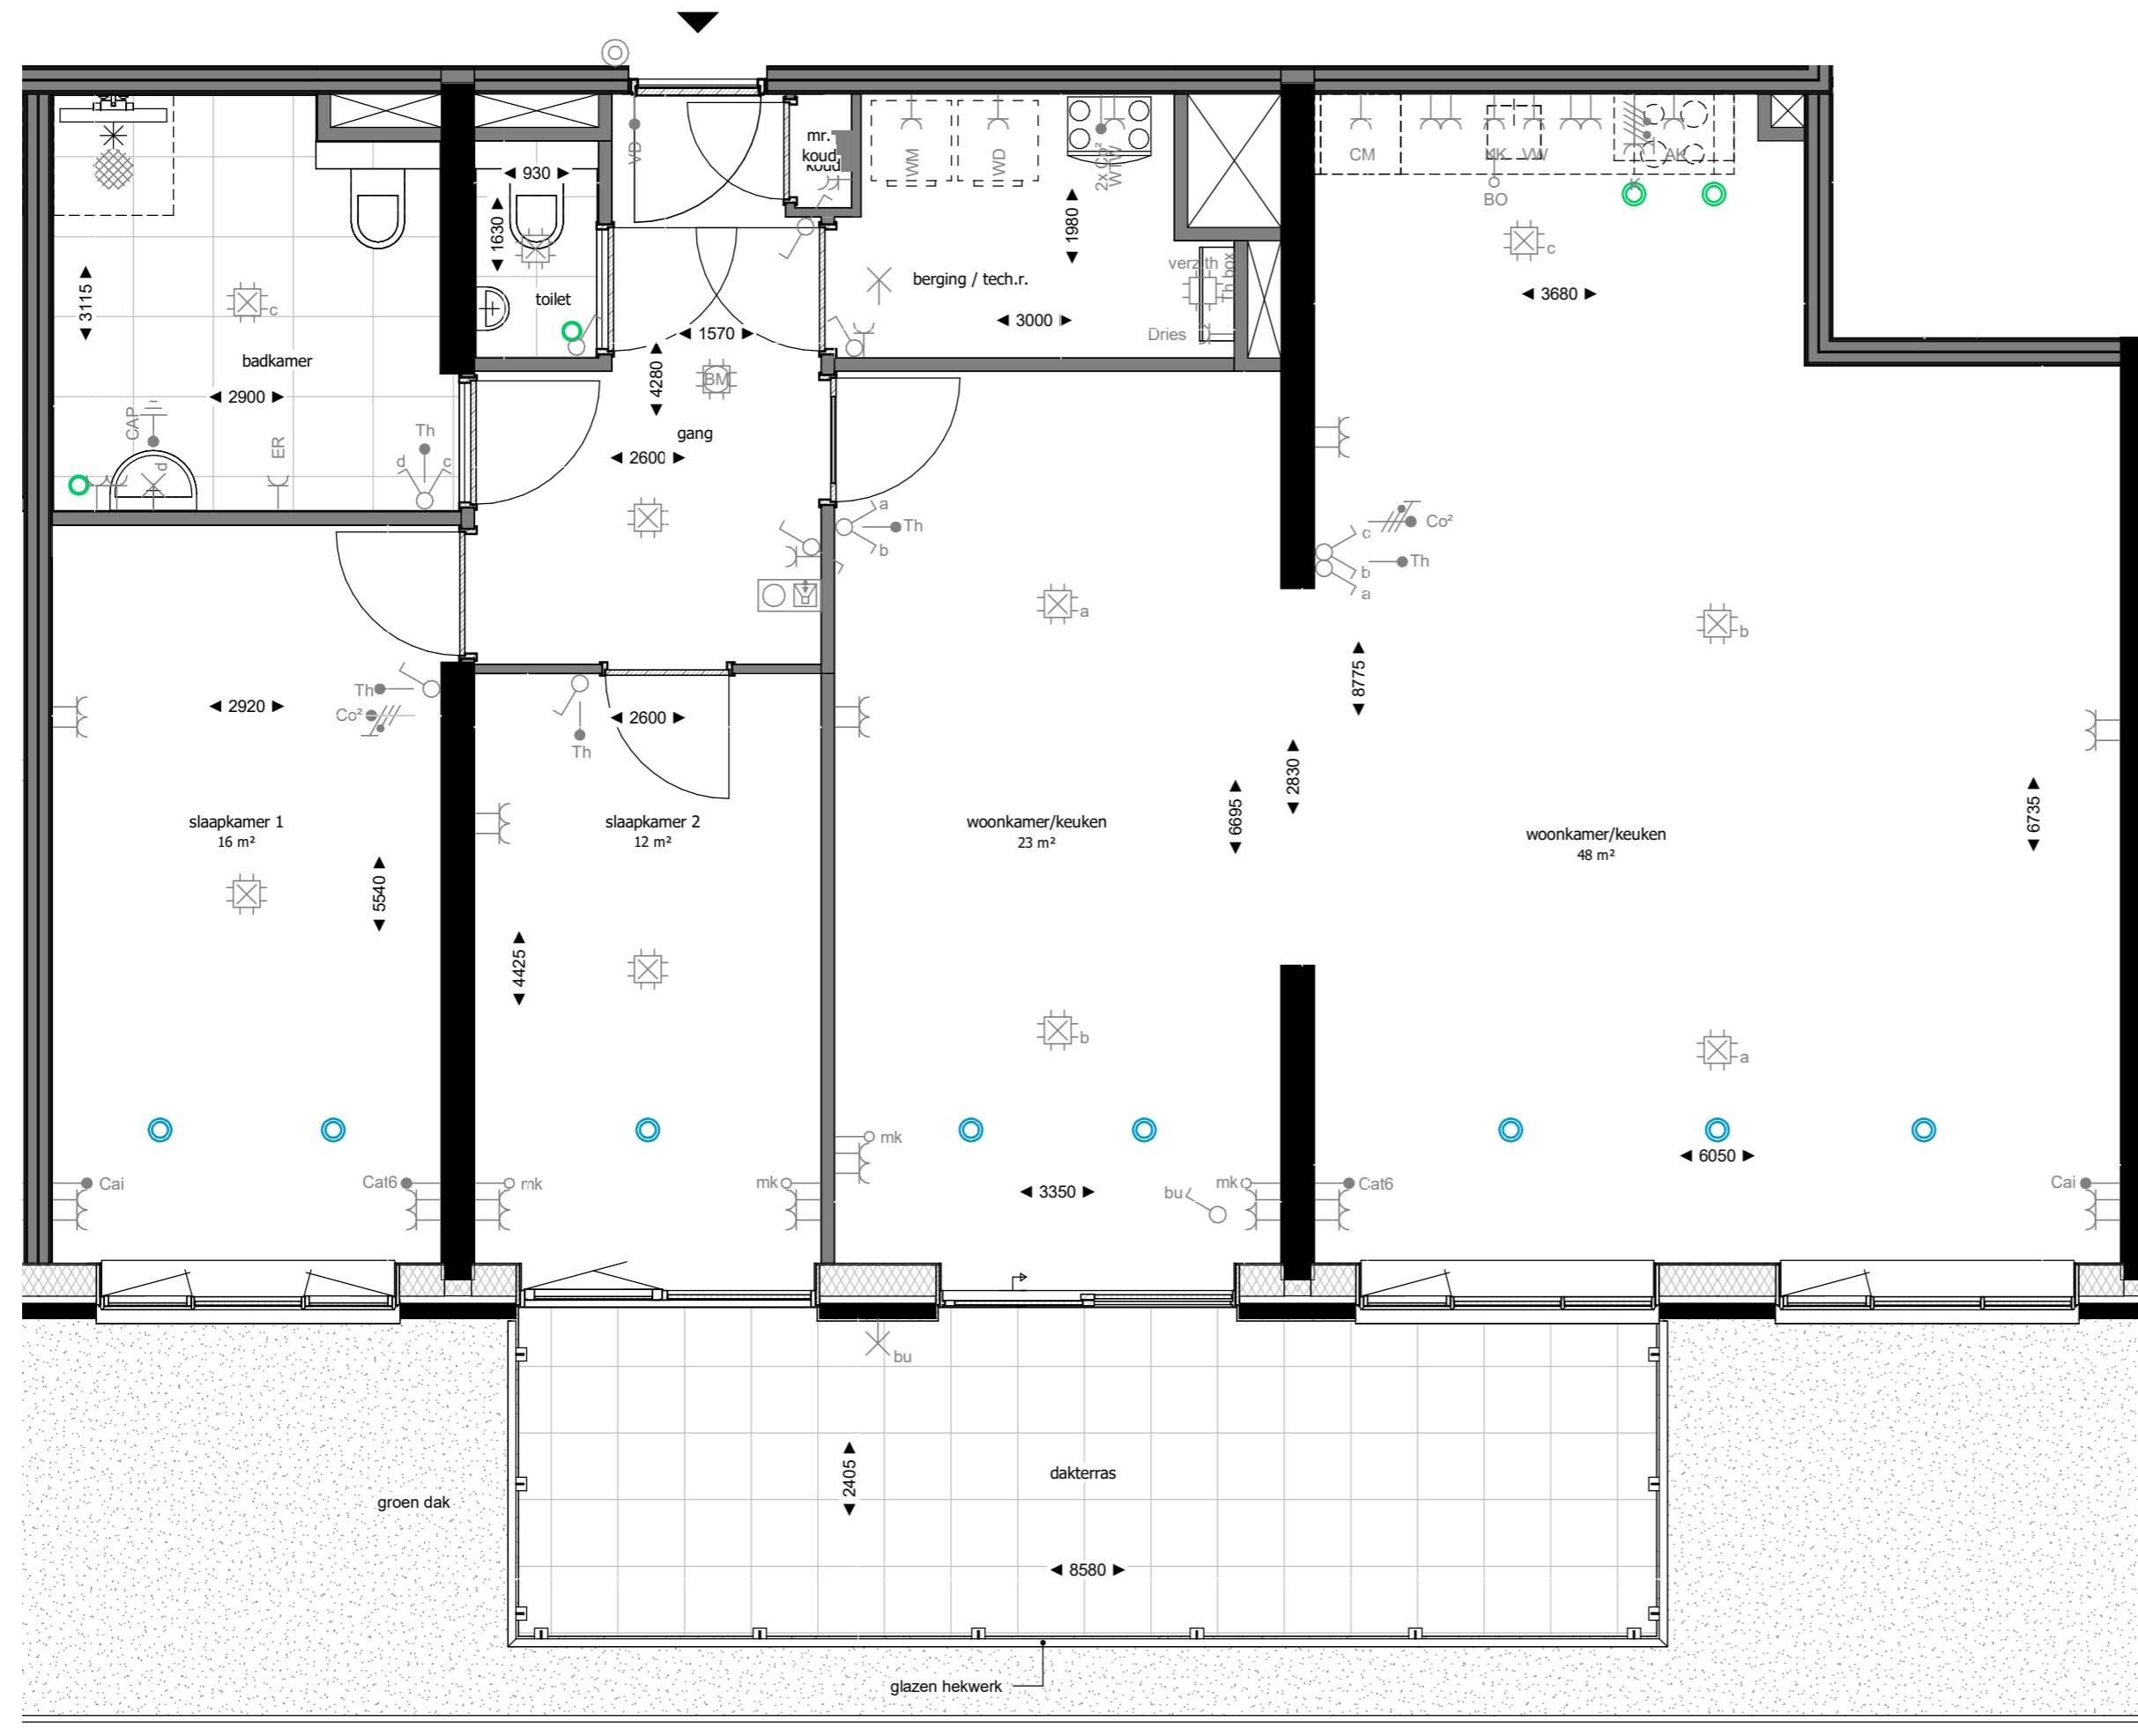 mr.
koud.
koud
VD
WM
WD
2x Co²
WTW
CM
KK
VW
AK
K
BO
930
1630
1980
c
3115
toilet
berging / tech.r.
verz.th
Th box
c
3680
badkamer
1570
3000
Dries
4280
BM
2900
CAP
gang
ER
Th
d
c
d
2600
a
Th
b
c
Co²
b
Th
a
a
b
8775
Th
2920
Co²
2600
Th
2830
6695
6735
slaapkamer 1
16 m²
slaapkamer 2
12 m²
woonkamer/keuken
23 m²
woonkamer/keuken
48 m²
5540
4425
b
a
mk
6050
Cai
Cat6
mk
mk
3350
bu
mk
Cat6
Cai
bu
2405
dakterras
groen dak
8580
glazen hekwerk